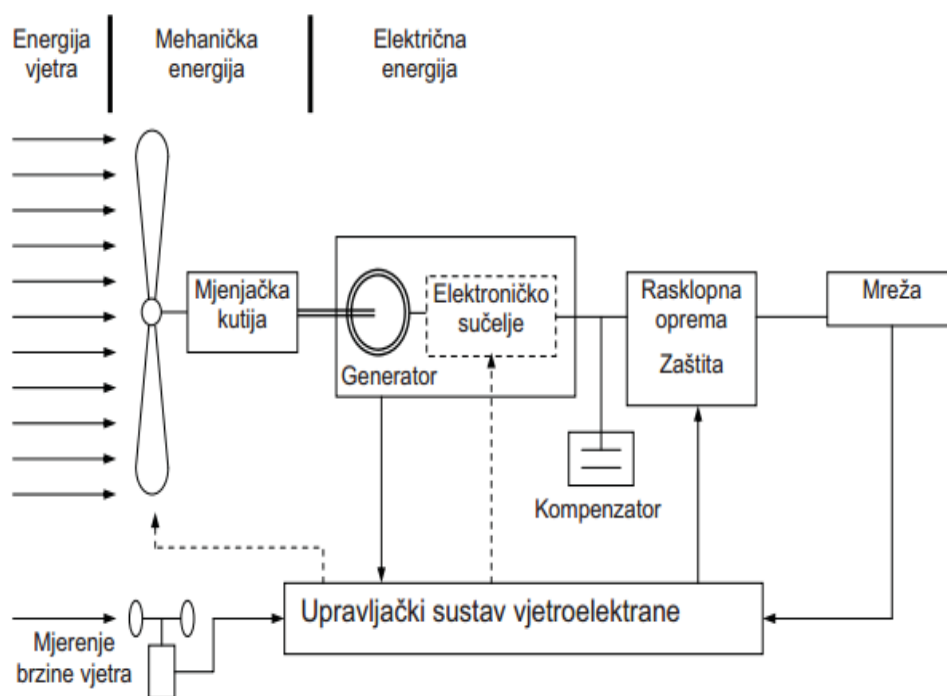 Energija
vjetra
Mehanička
energija
Električna
energija
Mjenjačka
kutija
Generator
Elektroničko
sučelje
Rasklopna
oprema
Zaštita
Mreža
Kompenzator
Upravljački sustav vjetroelektrane
Mjerenje
brzine vjetra